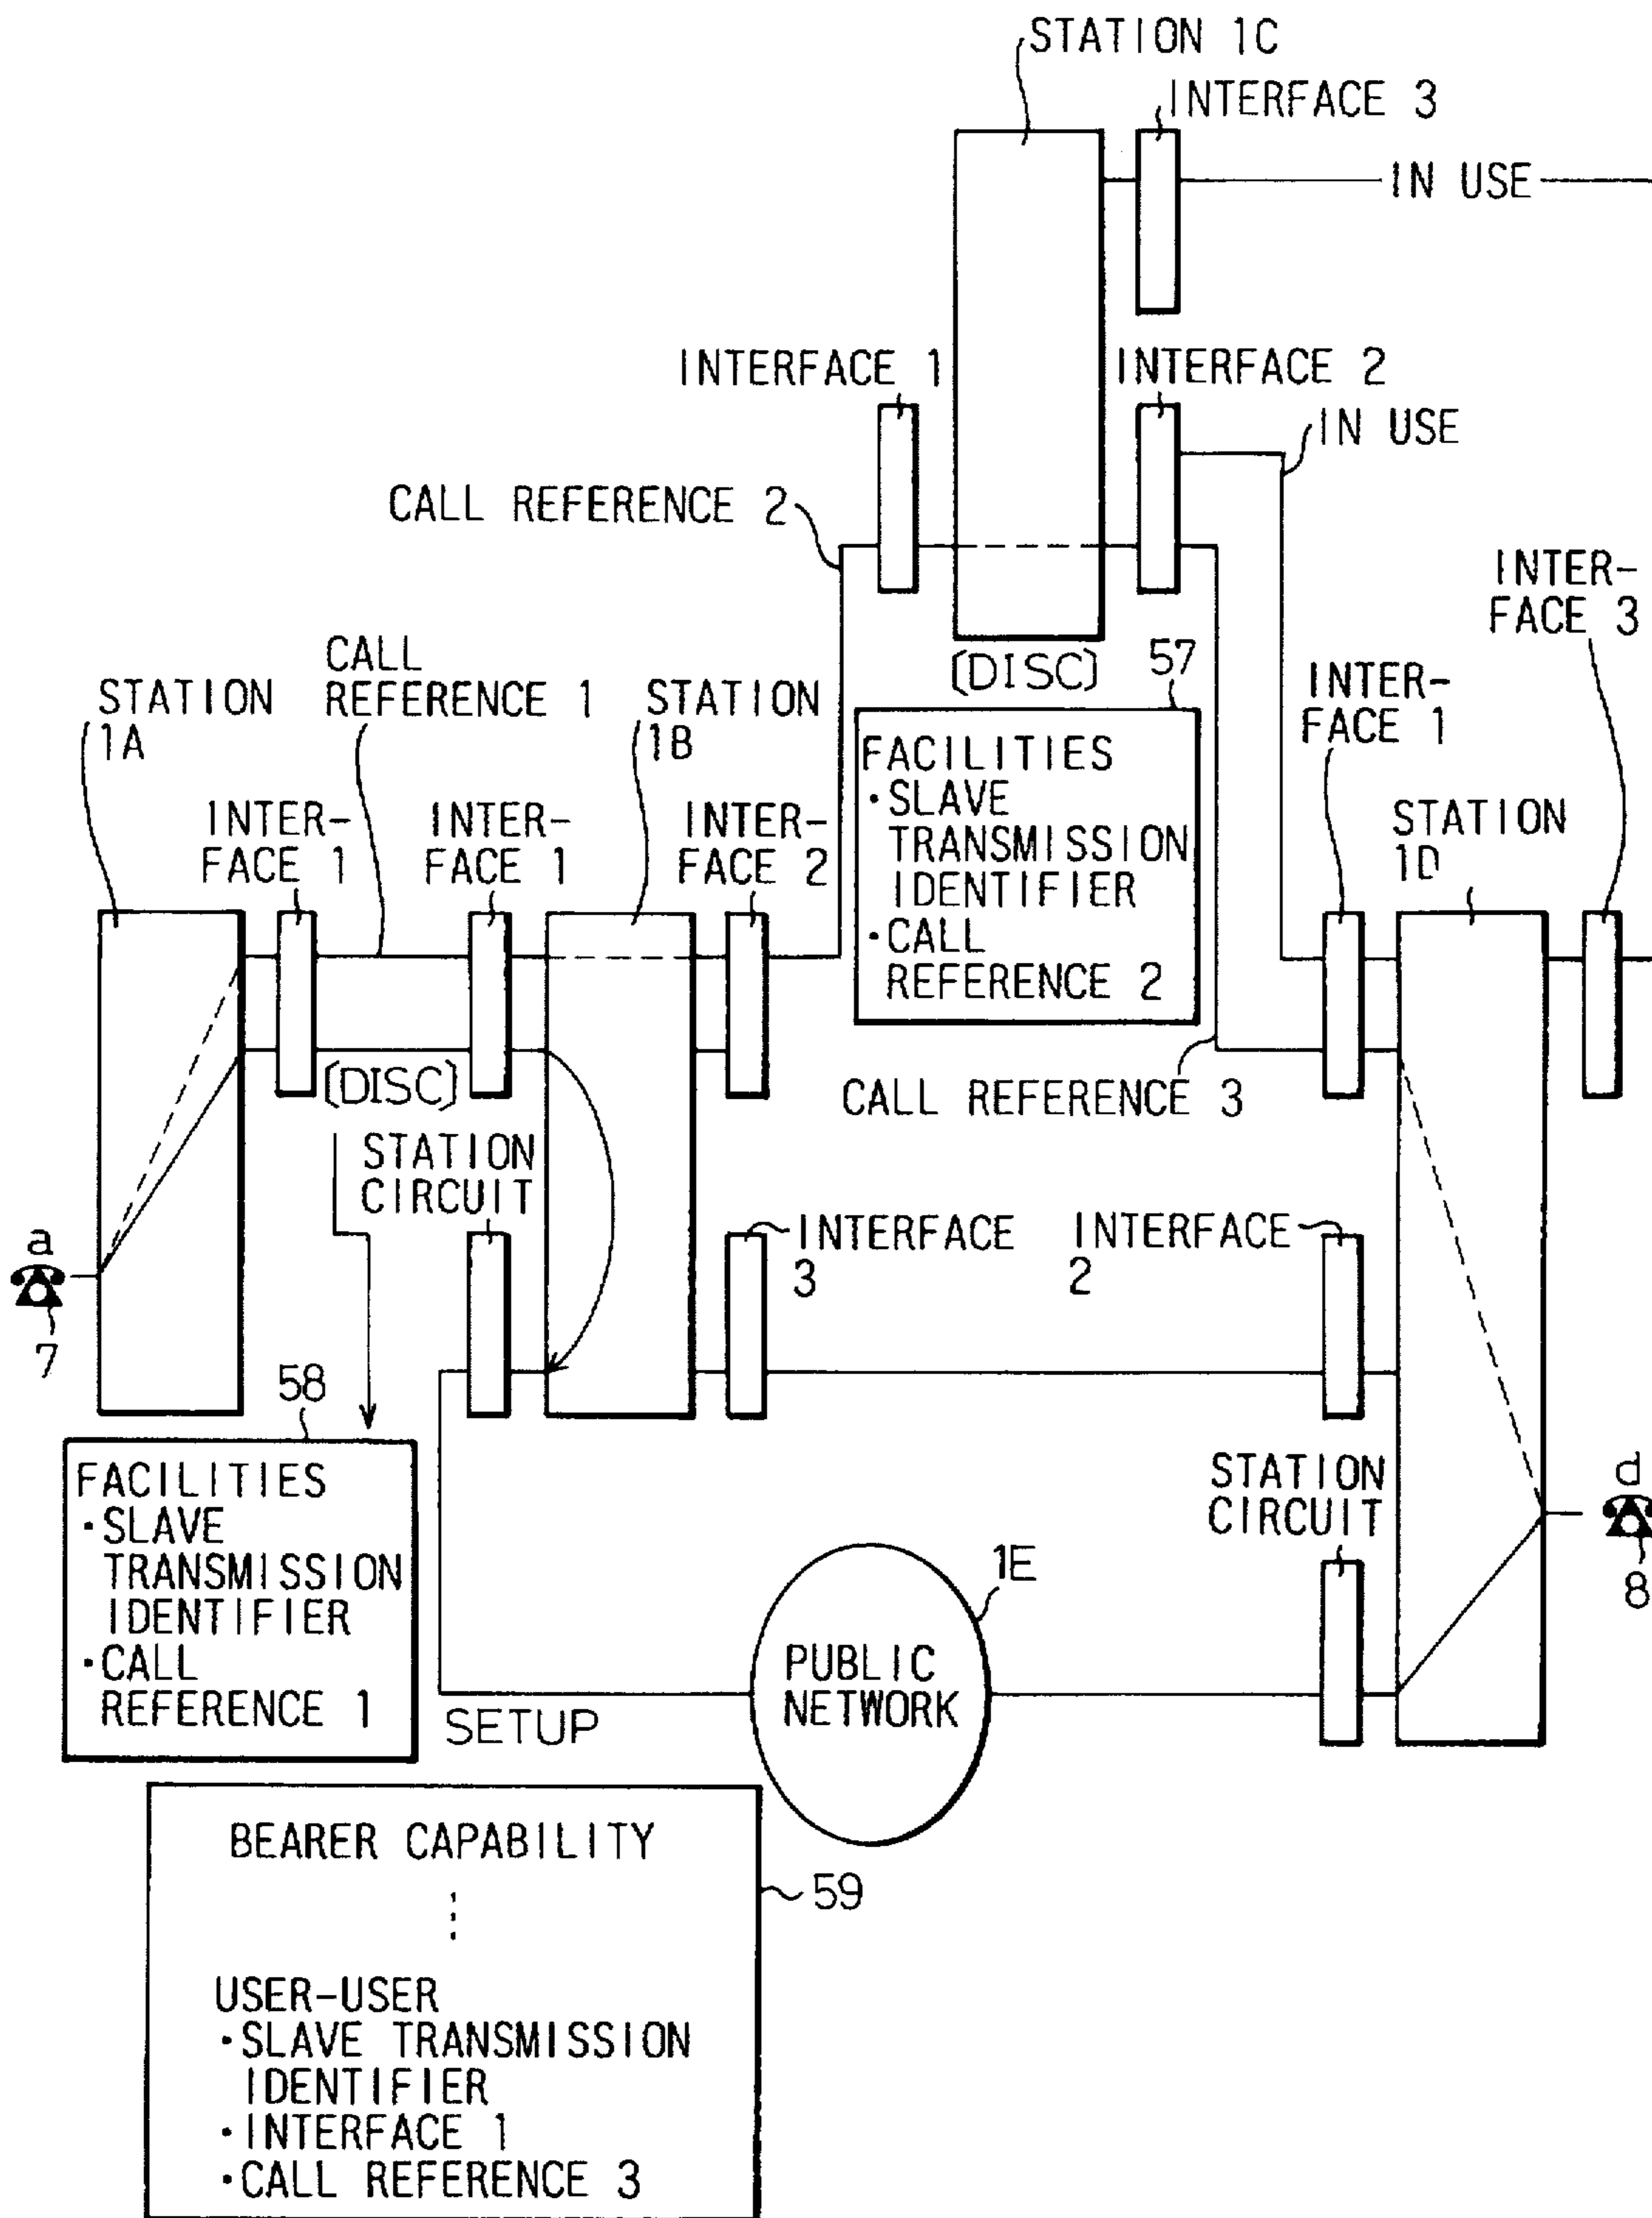 STATION 1C
INTERFACE 3
IN USE
INTERFACE 1
INTERFACE 2
IN USE
CALL REFERENCE 2
INTER-
FACE 3
CALL
REFERENCE 1
(DISC)
57
STATION
1A
STATION
1B
INTER-
FACE 1
FACILITIES
·SLAVE
TRANSMISSION
IDENTIFIER
·CALL
REFERENCE 2
STATION
1D
INTER-
FACE 1
INTER-
FACE 1
INTER-
FACE 2
(DISC)
CALL REFERENCE 3
STATION
CIRCUIT
a
7
INTERFACE
3
INTERFACE
2
58
FACILITIES
·SLAVE
TRANSMISSION
IDENTIFIER
·CALL
REFERENCE 1
STATION
CIRCUIT
d
8
1E
PUBLIC
NETWORK
SETUP
BEARER CAPABILITY
59
USER-USER
·SLAVE TRANSMISSION
IDENTIFIER
·INTERFACE 1
·CALL REFERENCE 3